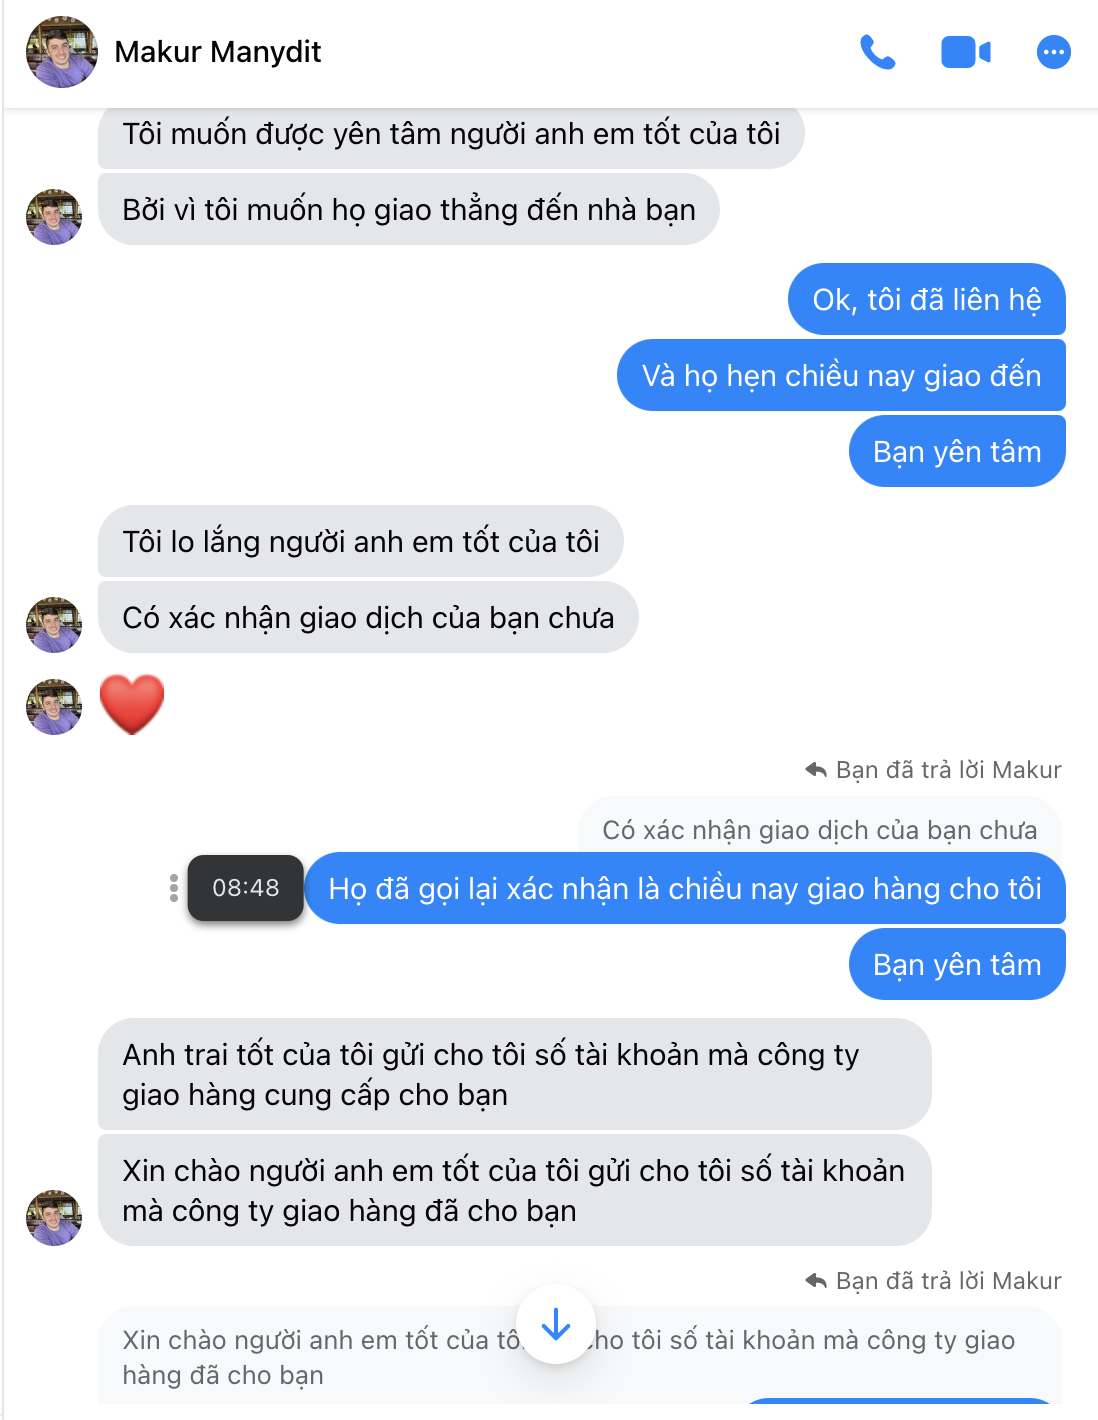 Makur Manydit
Tôi muốn được yên tâm người anh em tốt của tôi
Bởi vì tôi muốn họ giao thẳng đến nhà bạn
Ok, tôi đã liên hệ
Và họ hẹn chiều nay giao đến
Bạn yên tâm
Tôi lo lắng người anh em tốt của tôi
Có xác nhận giao dịch của bạn chưa
Bạn đã trả lời Makur
Có xác nhận giao dịch của bạn chưa
08:48
Họ đã gọi lại xác nhận là chiều nay giao hàng cho tôi
Bạn yên tâm
Anh trai tốt của tôi gửi cho tôi số tài khoản mà công ty
giao hàng cung cấp cho bạn
Xin chào người anh em tốt của tôi gửi cho tôi số tài khoản
mà công ty giao hàng đã cho bạn
Bạn đã trả lời Makur
Xin chào người anh em tốt của cho tôi số tài khoản mà công ty giao
hàng đã cho bạn